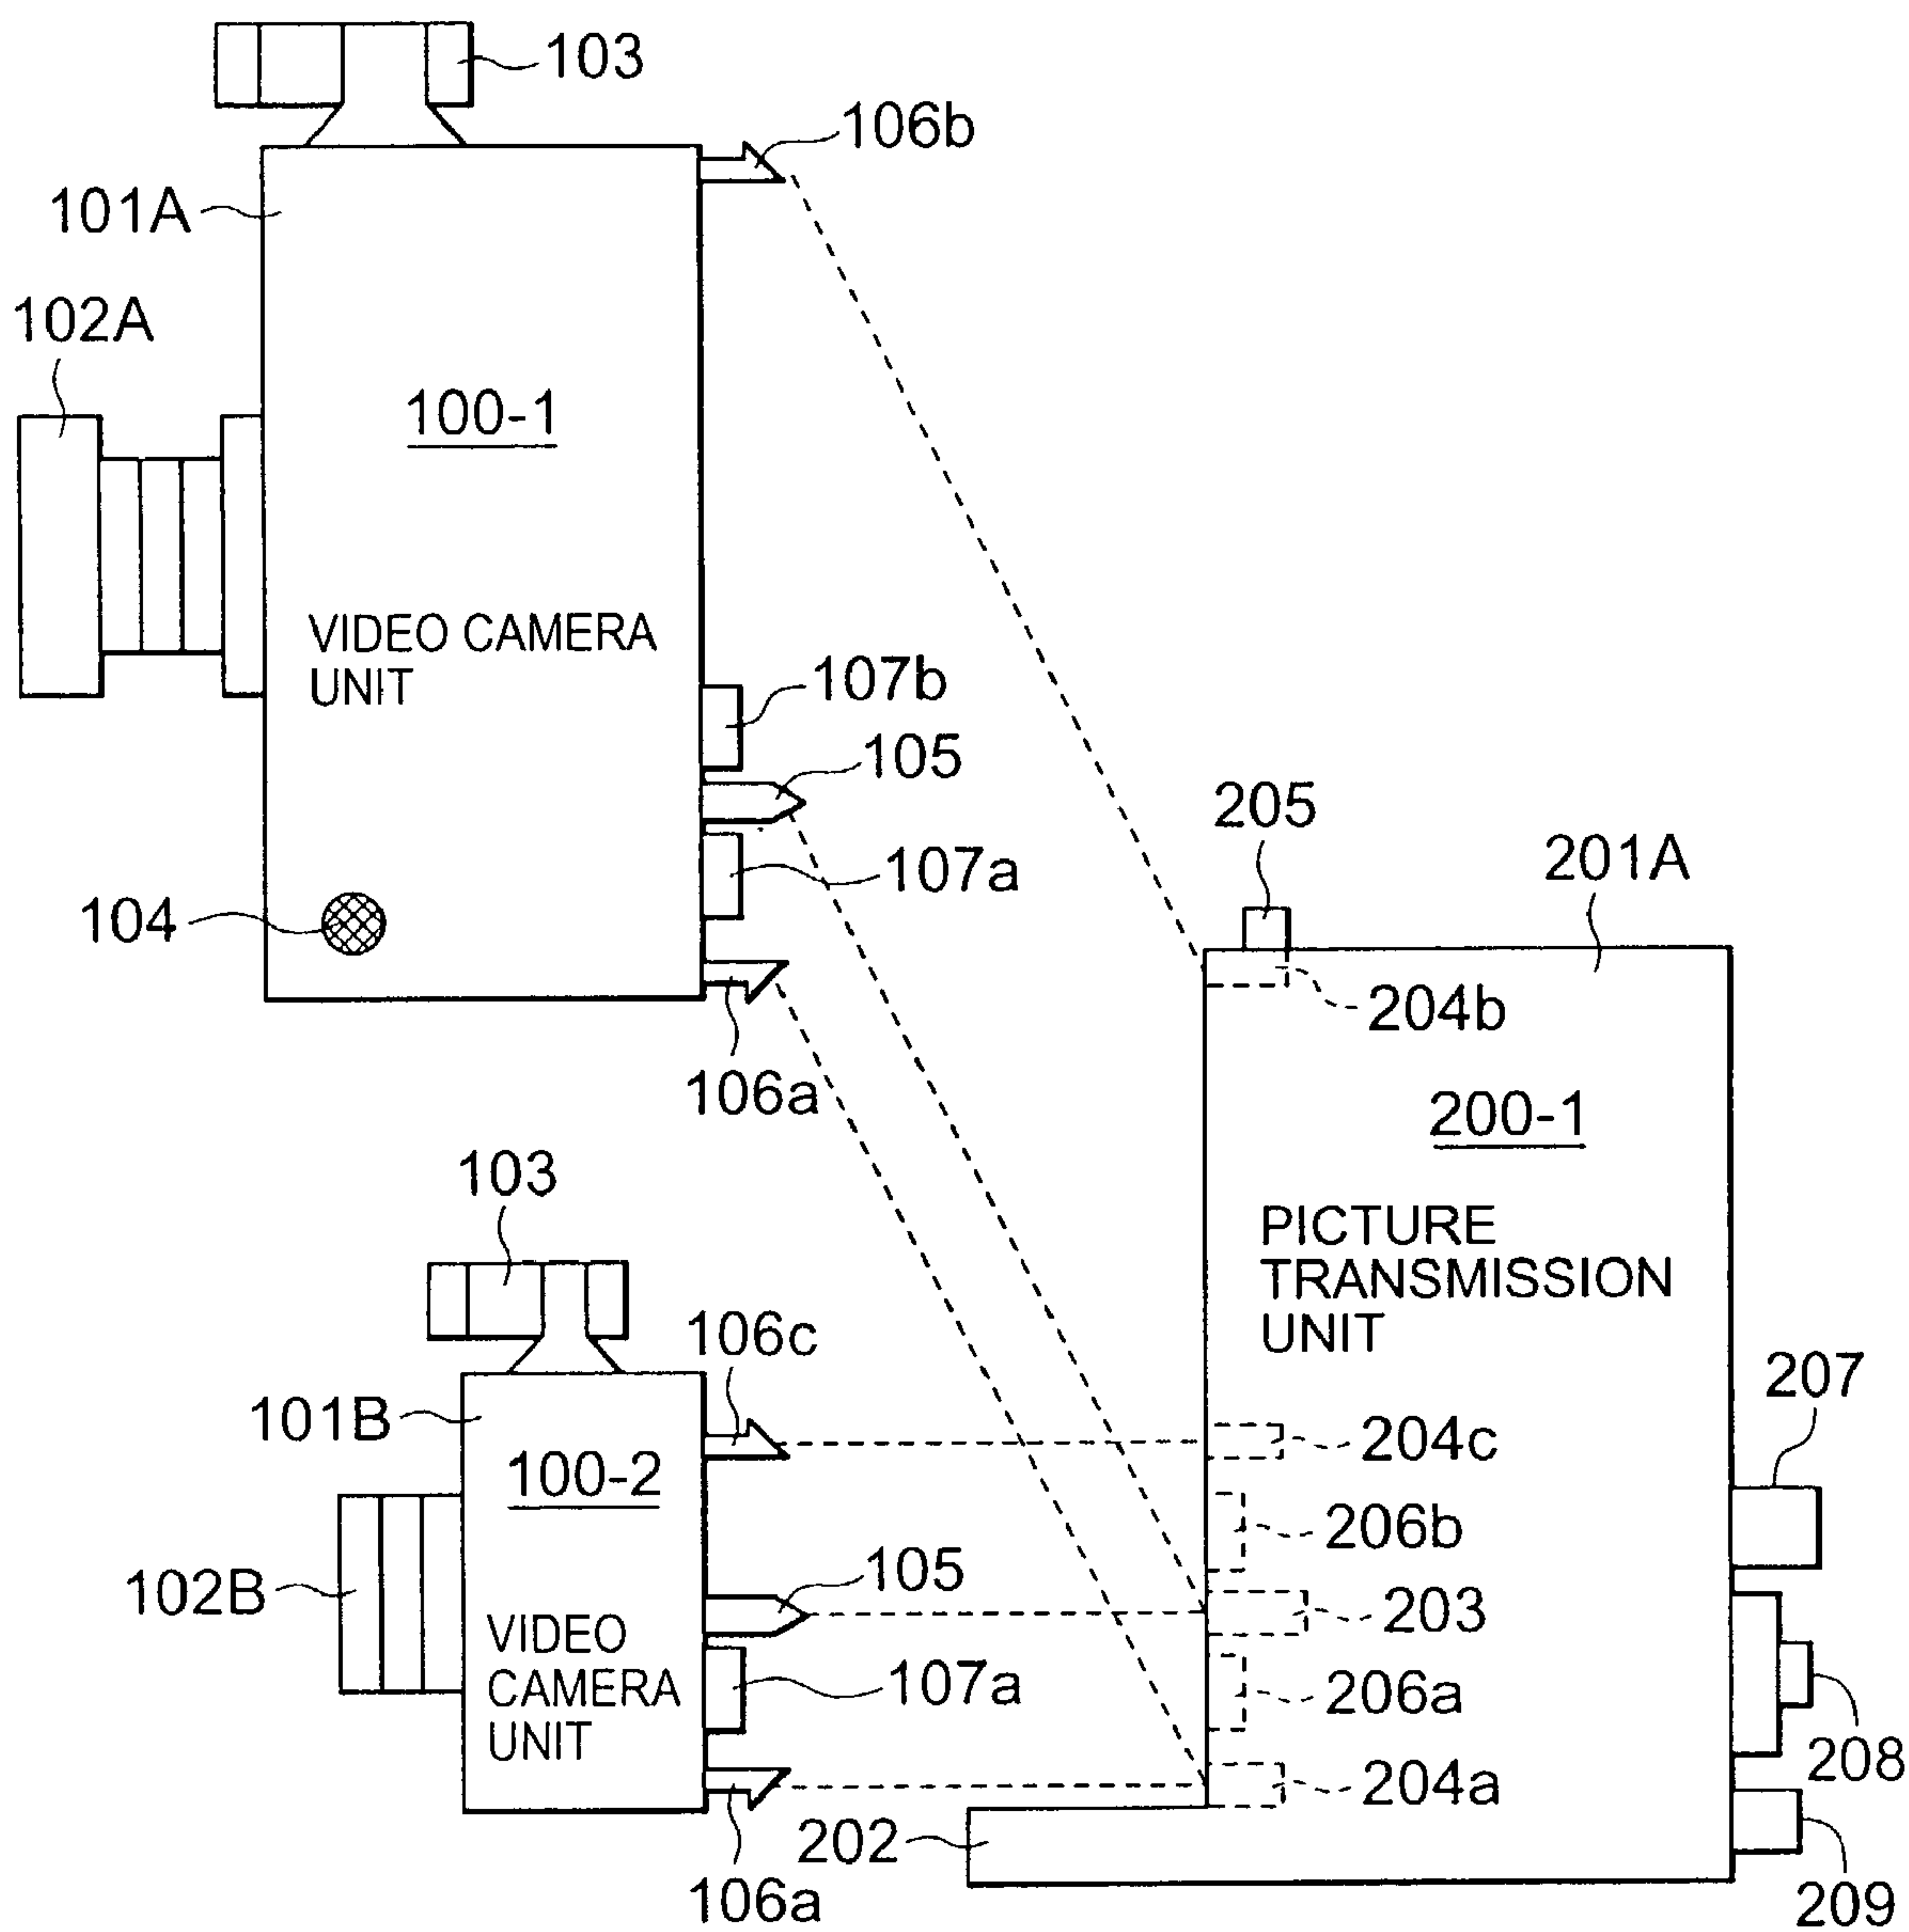 103
106b
101A
102A
100-1
VIDEO CAMERA
UNIT
107b
105
107a
104
106a
205
201A
204b
200-1
PICTURE
TRANSMISSION
UNIT
103
106c
101B
100-2
102B
105
VIDEO
CAMERA
UNIT
107a
106a
204c
206b
203
206a
204a
202
207
208
209